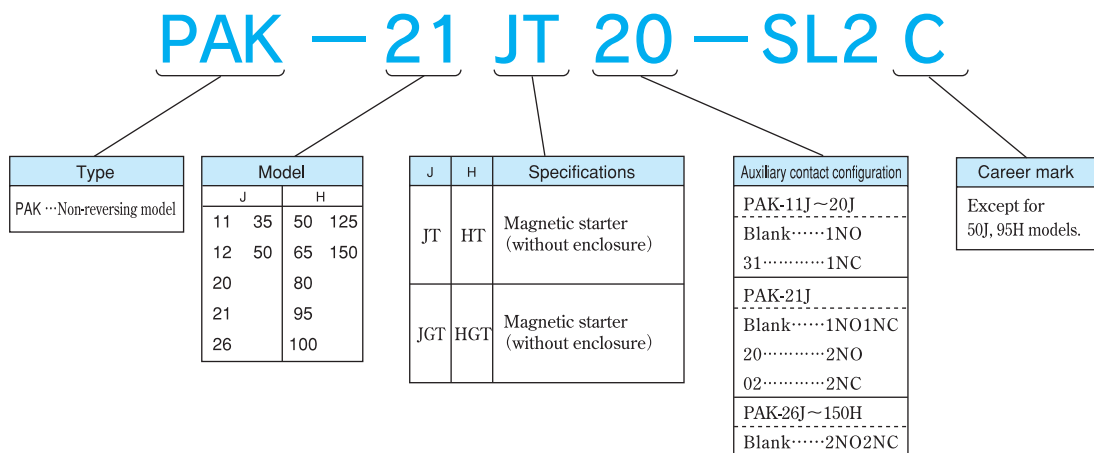 PAK — 21 JT 20 — SL2 C
Type
PAK …Non-reversing model
Model
J H
11 35 50 125
12 50 65 150
20 80
21 95
26 100
J H Specifications
JT HT Magnetic starter
(without enclosure)
JGT HGT Magnetic starter
(without enclosure)
Auxiliary contact configuration
PAK-11J～20J
Blank……1NO
31…………1NC
PAK-21J
Blank……1NO1NC
20…………2NO
02…………2NC
PAK-26J～150H
Blank……2NO2NC
Career mark
Except for
50J, 95H models.